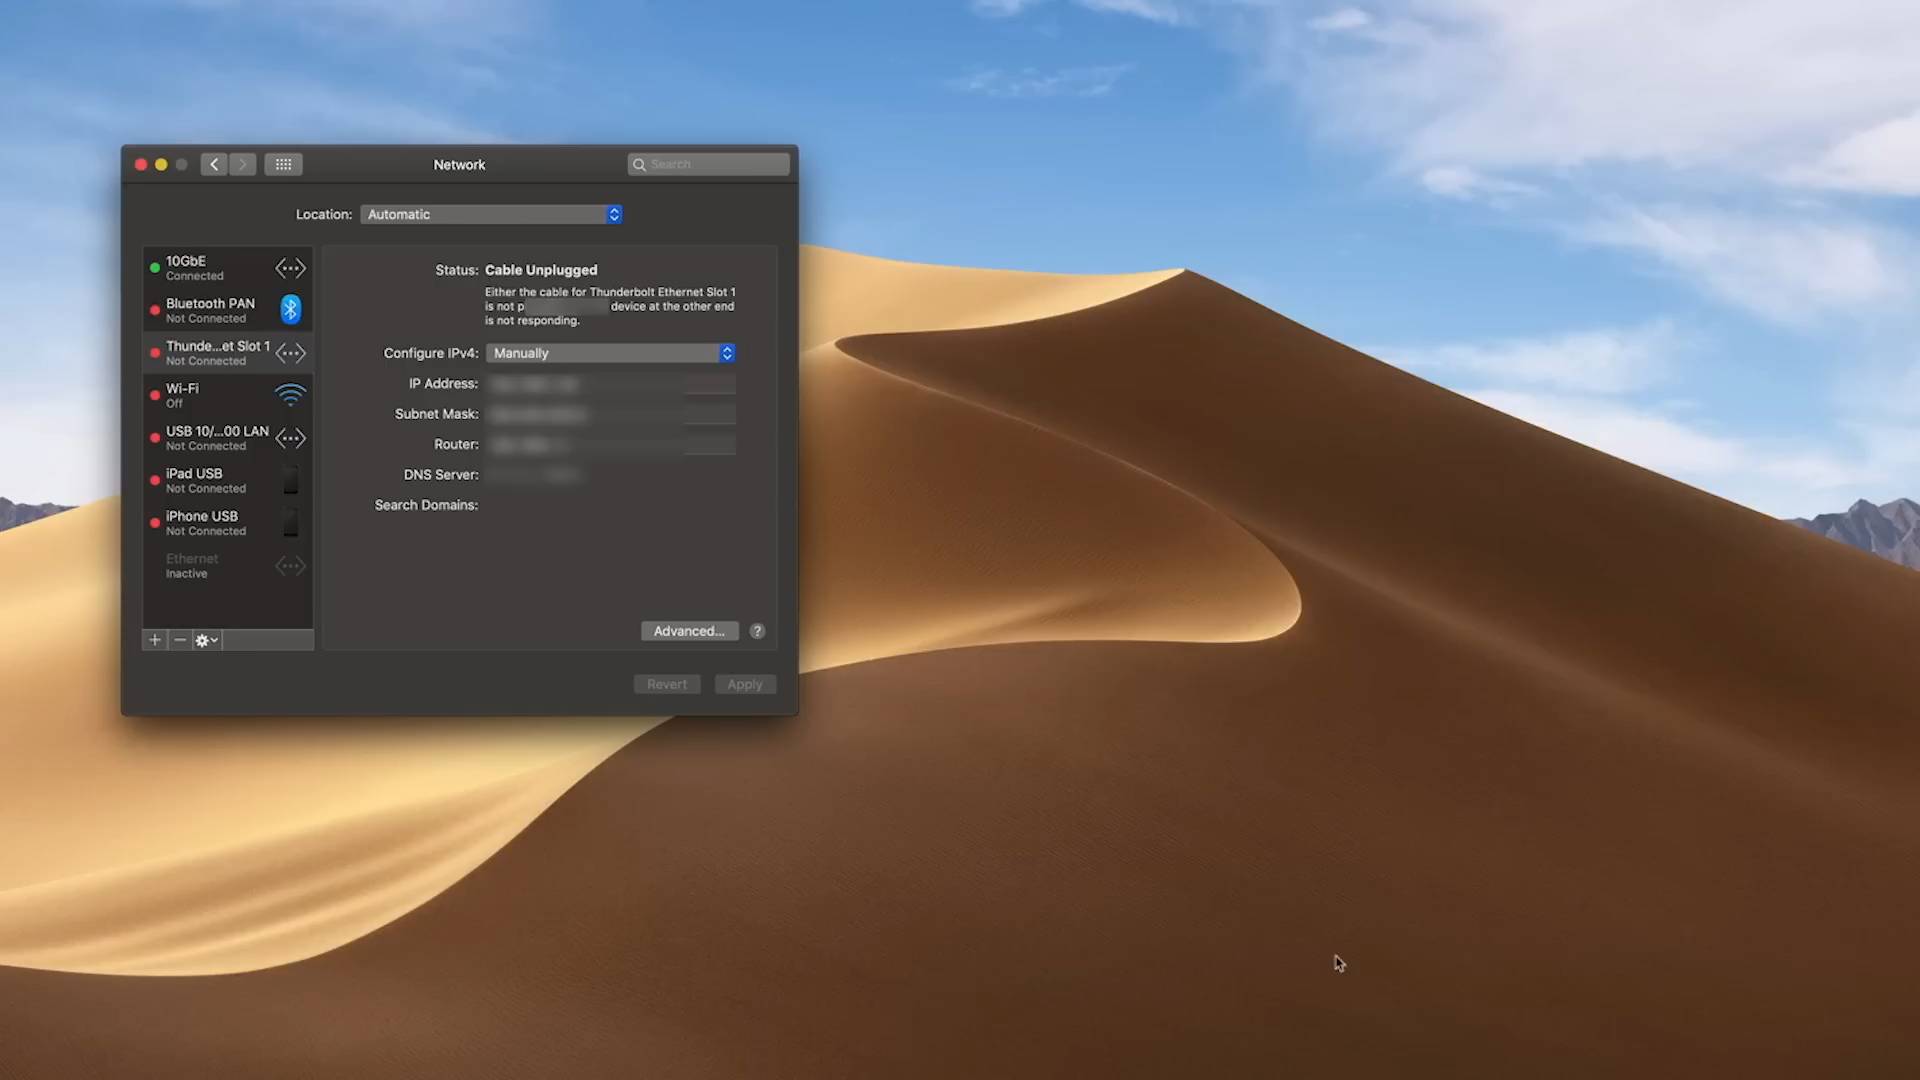 Network
Search
Location: Automatic
10GbE
Connected
Bluetooth PAN
Not Connected
Thunde...et Slot 1
Not Connected
Wi-Fi
Off
USB 10/...00 LAN
Not Connected
iPad USB
Not Connected
iPhone USB
Not Connected
Ethernet
Inactive
Status: Cable Unplugged
Either the cable for Thunderbolt Ethernet Slot 1
is not p device at the other end
is not responding.
Configure IPv4: Manually
IP Address:
Subnet Mask:
Router:
DNS Server:
Search Domains:
Advanced... ?
Revert Apply